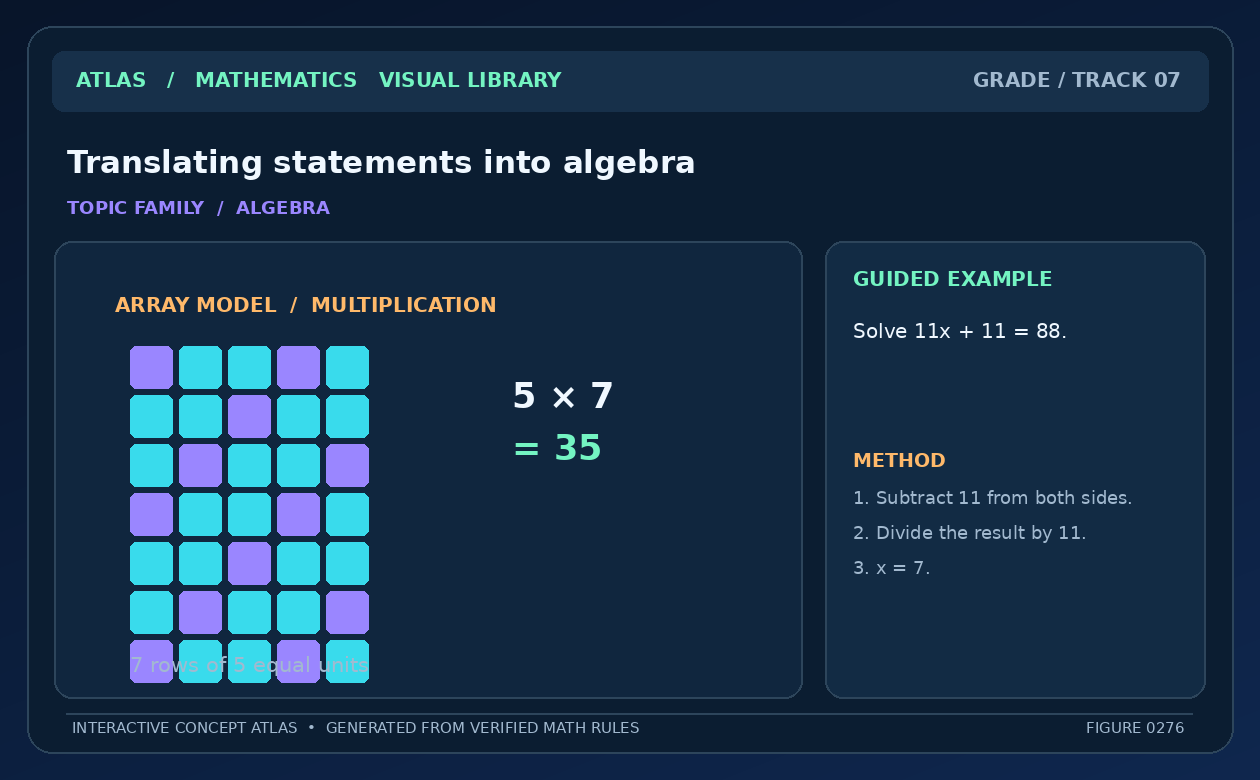 ATLAS / MATHEMATICS VISUAL LIBRARY
GRADE / TRACK 07
Translating statements into algebra
TOPIC FAMILY / ALGEBRA
ARRAY MODEL / MULTIPLICATION
5 × 7
= 35
7 rows of 5 equal units
GUIDED EXAMPLE
Solve 11x + 11 = 88.
METHOD
1. Subtract 11 from both sides.
2. Divide the result by 11.
3. x = 7.
INTERACTIVE CONCEPT ATLAS • GENERATED FROM VERIFIED MATH RULES
FIGURE 0276